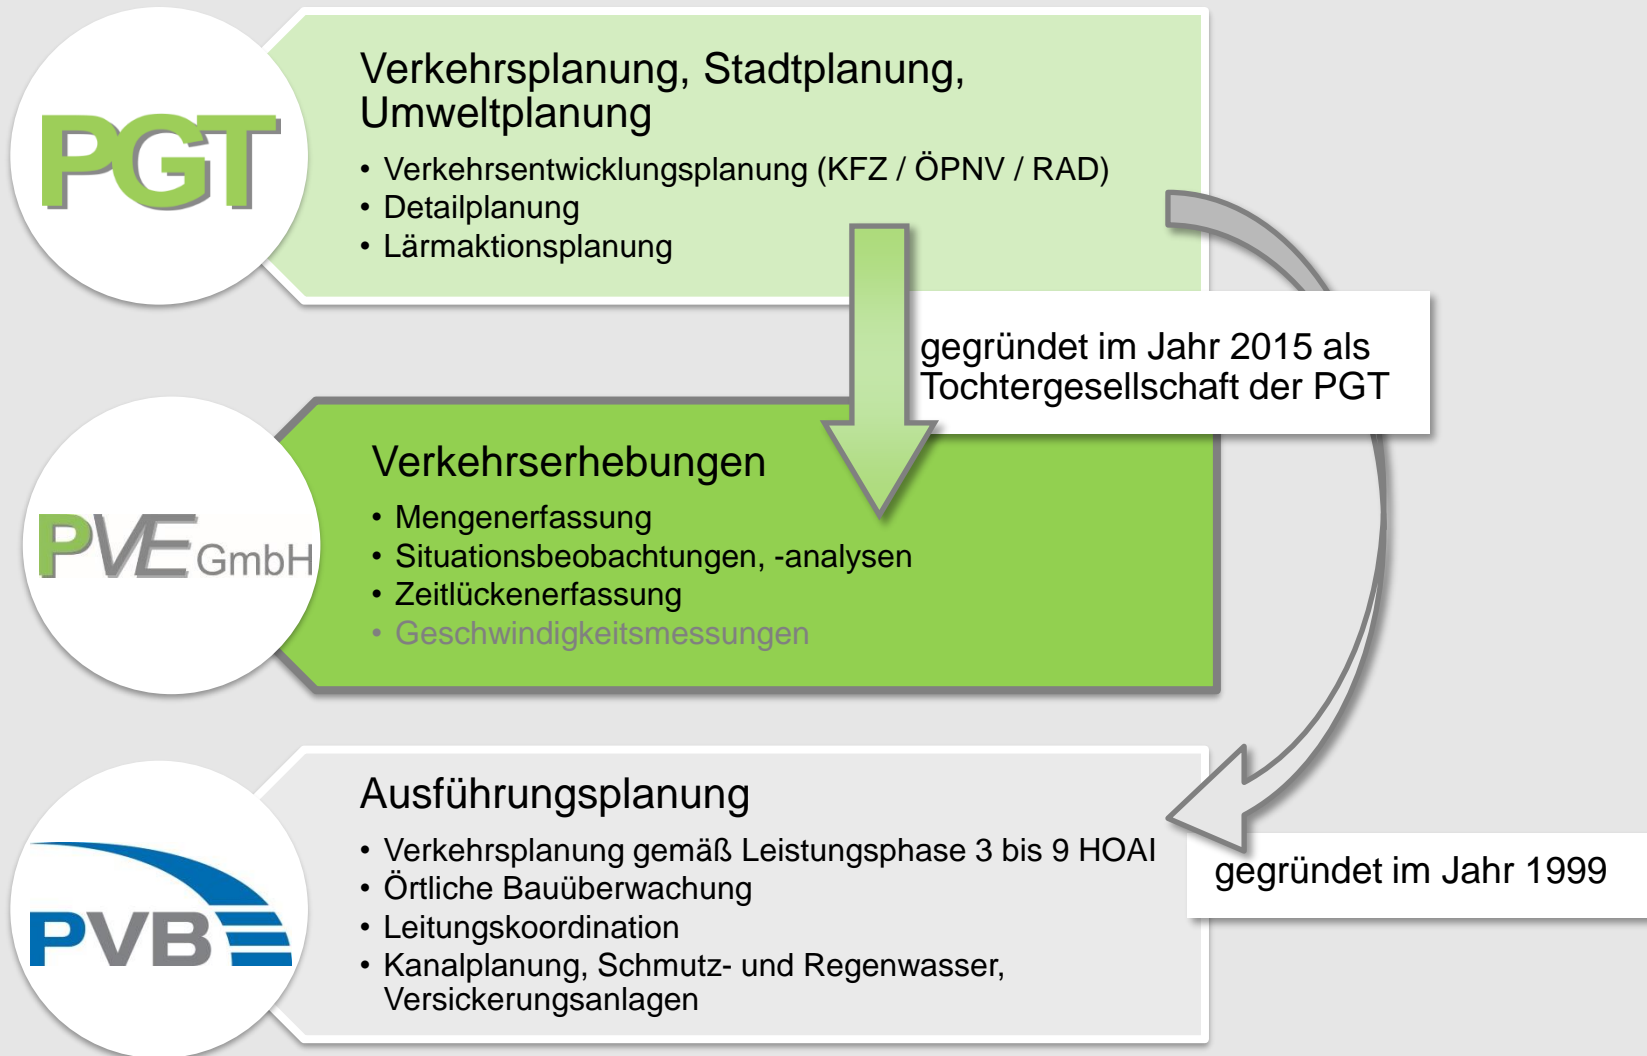 PGT
Verkehrsplanung, Stadtplanung,
Umweltplanung
• Verkehrsentwicklungsplanung (KFZ / ÖPNV / RAD)
• Detailplanung
• Lärmaktionsplanung
gegründet im Jahr 2015 als
Tochtergesellschaft der PGT
PVE GmbH
Verkehrserhebungen
• Mengenerfassung
• Situationsbeobachtungen, -analysen
• Zeitlückenerfassung
• Geschwindigkeitsmessungen
PVB
Ausführungsplanung
• Verkehrsplanung gemäß Leistungsphase 3 bis 9 HOAI
• Örtliche Bauüberwachung
• Leitungskoordination
• Kanalplanung, Schmutz- und Regenwasser,
Versickerungsanlagen
gegründet im Jahr 1999